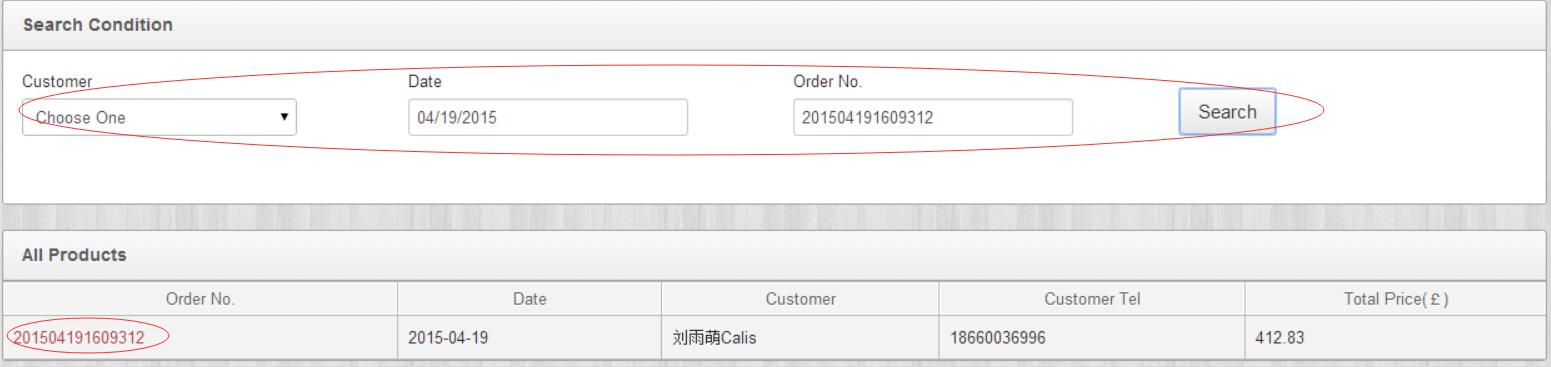 Search Condition
Customer Date Order No.
Choose One 04/19/2015 201504191609312 Search
All Products
Order No. Date Customer Customer Tel Total Price(£)
201504191609312 2015-04-19 刘雨萌Calis 18660036996 412.83